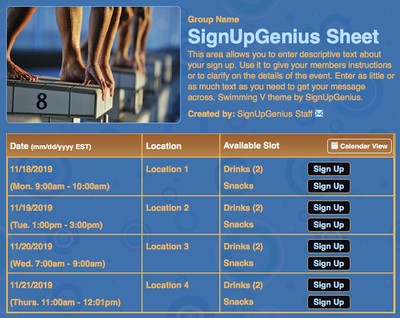 8
Group Name
SignUpGenius Sheet
This area allows you to enter descriptive text about
your sign up. Use it to give your members instructions
or to clarify on the details of the event. Enter as little or
as much text as you need to get your message
across. Swimming V theme by SignUpGenius.
Created by: SignUpGenius Staff
Date (mm/dd/yyyy EST) Location Available Slot Calendar View
11/18/2019 Location 1 Drinks (2) Sign Up
(Mon. 9:00am - 10:00am) Snacks Sign Up
11/19/2019 Location 2 Drinks (2) Sign Up
(Tue. 1:00pm - 3:00pm) Snacks Sign Up
11/20/2019 Location 3 Drinks (2) Sign Up
(Wed. 7:00am - 9:00am) Snacks Sign Up
11/21/2019 Location 4 Drinks (2) Sign Up
(Thurs. 11:00am - 12:01pm) Snacks Sign Up